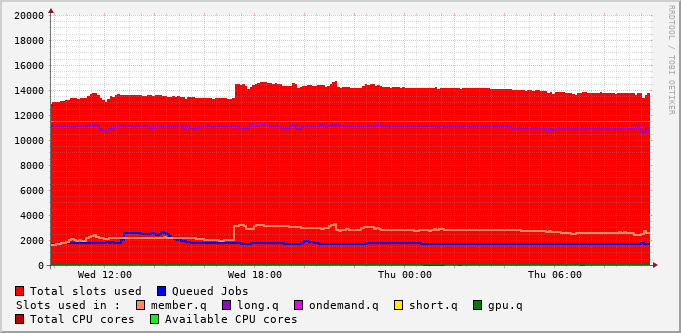 20000
18000
16000
14000
12000
10000
8000
6000
4000
2000
0
Wed 12:00 Wed 18:00 Thu 00:00 Thu 06:00
RRDTOOL / TOBI OETIKER
Total slots used Queued Jobs
Slots used in : member.q long.q ondemand.q short.q gpu.q
Total CPU cores Available CPU cores